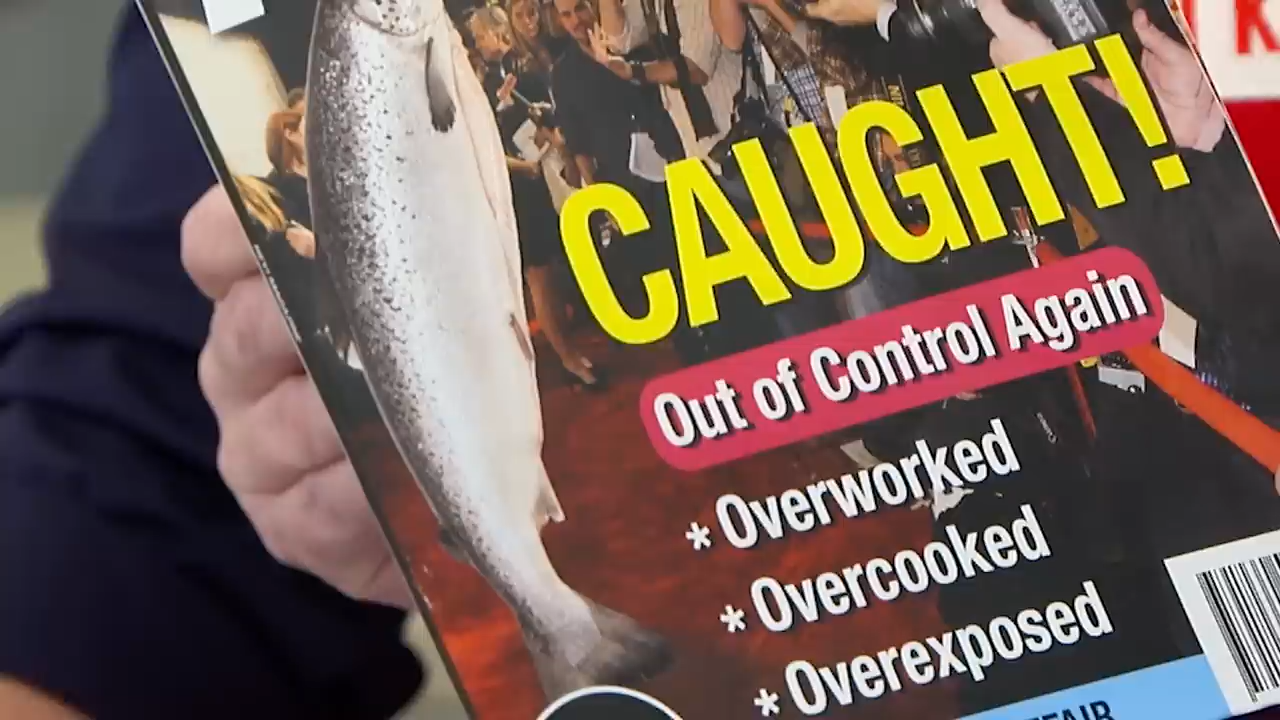 K
CAUGHT!
Out of Control Again
* Overworked
* Overcooked
* Overexposed